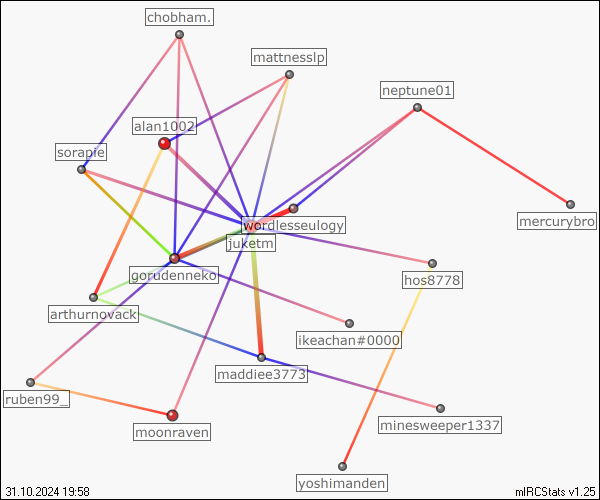 chobham.
mattnesslp
neptune01
alan1002
sorapie
mercurybro
wordlesseulogy
juketm
gorudenneko
hos8778
arthurnovack
ikeachan#0000
maddiee3773
ruben99_
minesweeper1337
moonraven
yoshimanden
31.10.2024 19:58
mIRCStats v1.25